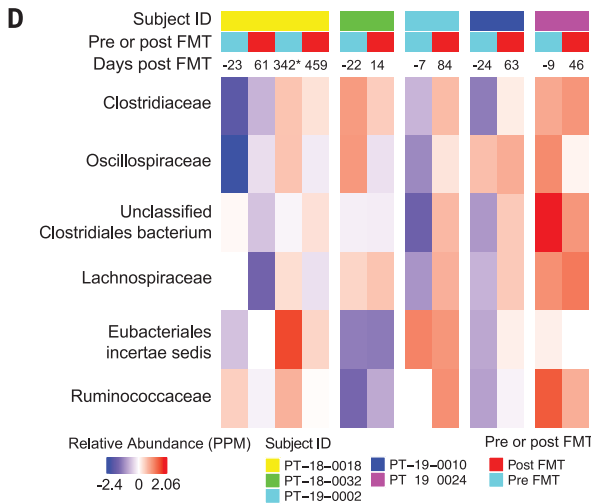 D
Subject ID
Pre or post FMT
Days post FMT -23 61 342* 459 -22 14 -7 84 -24 63 -9 46
Clostridiaceae
Oscillospiraceae
Unclassified
Clostridiales bacterium
Lachnospiraceae
Eubacteriales
incertae sedis
Ruminococcaceae
Relative Abundance (PPM)
-2.4 2.06
Subject ID
PT-18-0018 PT-19-0010
PT-18-0032 PT 19 0024
PT-19-0002
Pre or post FMT
Post FMT
Pre FMT